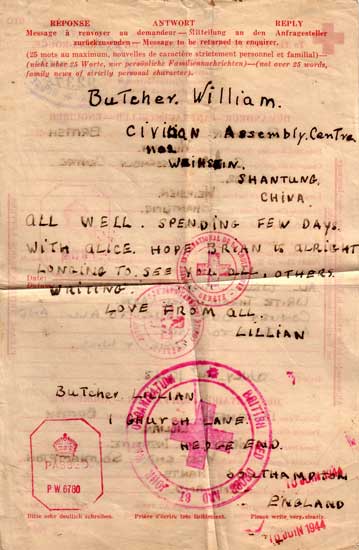 RÉPONSE ANTWORT REPLY
Message à renvoyer au demandeur — Mitteilung an den Anfragesteller
zurückzusenden — Message to be returned to enquirer.
(25 mots au maximum, nouvelles de caractère strictement personnel et familial) —
(nicht über 25 Worte, nur persönliche Familiennachrichten) — (not over 25 words,
family news of strictly personal character).
Butcher. William.
Civilian Assembly. Centre
WEIHSEIN.
SHANTUNG,
CHINA.
ALL WELL. SPENDING FEW DAYS.
WITH ALICE. HOPE BRIAN IS ALRIGHT
LONGING TO. SEE YOU ALL. OTHERS.
WRITING.
LOVE FROM ALL.
LILLIAN
Butcher LILLIAN
1 CHURCH LANE.
HEDGE END.
SOUTHAMPTON
ENGLAND
PASSED
P.W. 6780
10 JUIN 1944
Bitte sehr deutlich schreiben. Prière d'écrire très lisiblement. Please write very clearly.